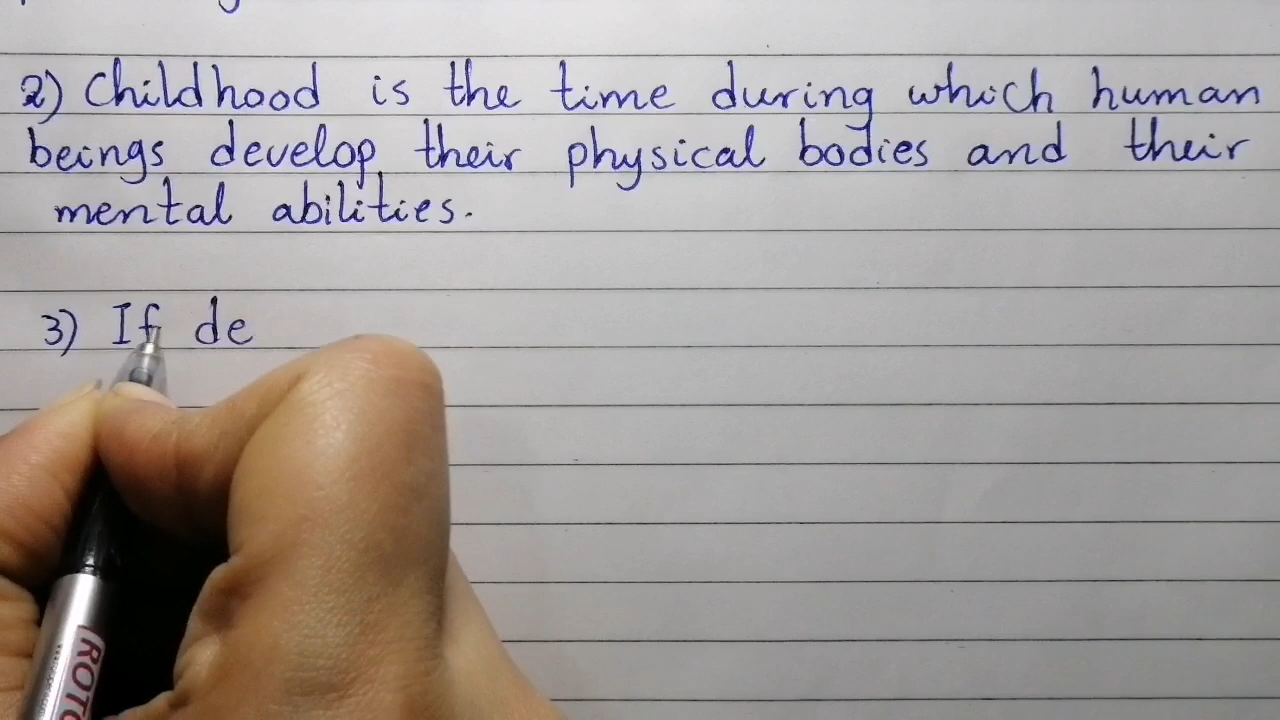 2) Childhood is the time during which human
beings develop their physical bodies and their
mental abilities.
3) If de
ROTO